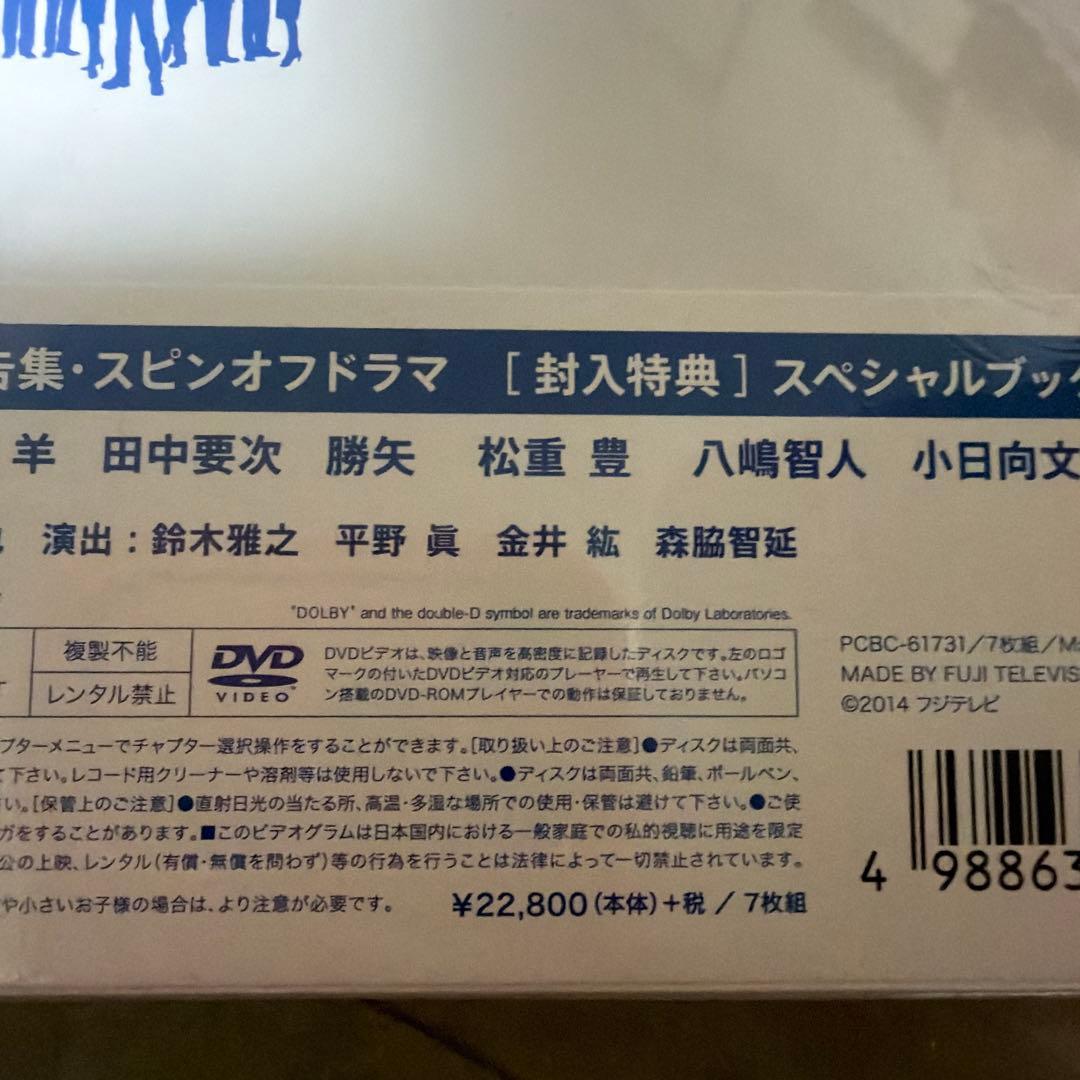 告集・スピンオフドラマ [封入特典] スペシャルブック
羊 田中要次 勝矢 松重 豊 八嶋智人 小日向文
演出：鈴木雅之 平野 眞 金井 紘 森脇智延
"DOLBY" and the double-D symbol are trademarks of Dolby Laboratories.
複製不能
レンタル禁止
DVD
VIDEO
DVDビデオは、映像と音声を高密度に記録したディスクです。左のロゴ
マークの付いたDVDビデオ対応のプレーヤーで再生して下さい。パソコ
ン搭載のDVD-ROMプレイヤーでの動作は保証しておりません。
PCBC-61731/7枚組/M
MADE BY FUJI TELEVIS
©2014 フジテレビ
プターメニューでチャプター選択操作をすることができます。[取り扱い上のご注意]●ディスクは両面共、
て下さい。レコード用クリーナーや溶剤等は使用しないで下さい。●ディスクは両面共、鉛筆、ボールペン、
い。[保管上のご注意]●直射日光の当たる所、高温・多湿な場所での使用・保管は避けて下さい。●ご使
ガをすることがあります。■このビデオグラムは日本国内における一般家庭での私的視聴に用途を限定
公の上映、レンタル(有償・無償を問わず)等の行為を行うことは法律によって一切禁止されています。
や小さいお子様の場合は、より注意が必要です。
¥22,800(本体)+税 / 7枚組
4 98863